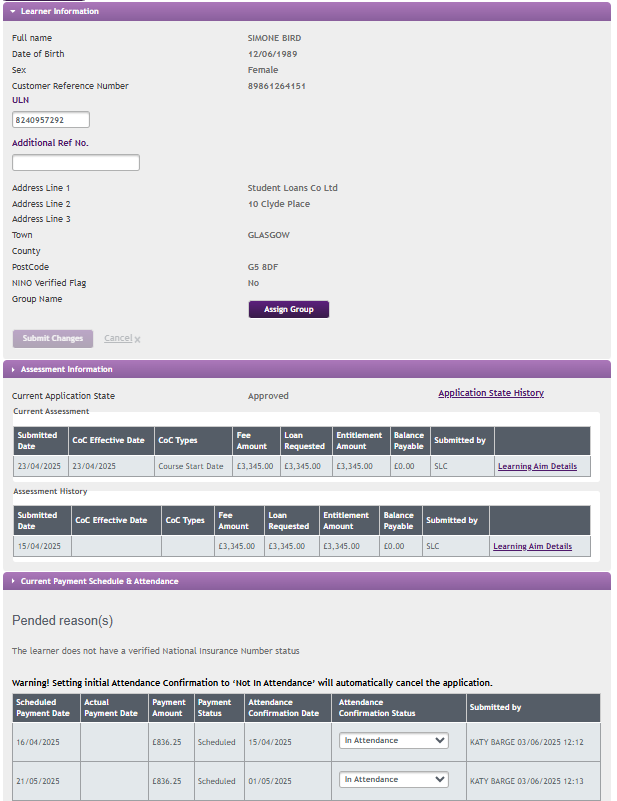 Learner Information
Full name SIMONE BIRD
Date of Birth 12/06/1989
Sex Female
Customer Reference Number 89861264151
ULN
8240957292
Additional Ref No.
Address Line 1 Student Loans Co Ltd
Address Line 2 10 Clyde Place
Address Line 3
Town GLASGOW
County
PostCode G5 8DF
NINO Verified Flag No
Group Name
Assign Group
Submit Changes Cancel x
Assessment Information
Current Application State Approved Application State History
Current Assessment
Submitted Date CoC Effective Date CoC Types Fee Amount Loan Requested Entitlement Amount Balance Payable Submitted by
23/04/2025 23/04/2025 Course Start Date £3,345.00 £3,345.00 £3,345.00 £0.00 SLC Learning Aim Details
Assessment History
Submitted Date CoC Effective Date CoC Types Fee Amount Loan Requested Entitlement Amount Balance Payable Submitted by
15/04/2025 £3,345.00 £3,345.00 £3,345.00 £0.00 SLC Learning Aim Details
Current Payment Schedule & Attendance
Pended reason(s)
The learner does not have a verified National Insurance Number status
Warning! Setting initial Attendance Confirmation to ‘Not In Attendance’ will automatically cancel the application.
Scheduled Payment Date Actual Payment Date Payment Amount Payment Status Attendance Confirmation Date Attendance Confirmation Status Submitted by
16/04/2025 £836.25 Scheduled 15/04/2025 In Attendance KATY BARGE 03/06/2025 12:12
21/05/2025 £836.25 Scheduled 01/05/2025 In Attendance KATY BARGE 03/06/2025 12:13